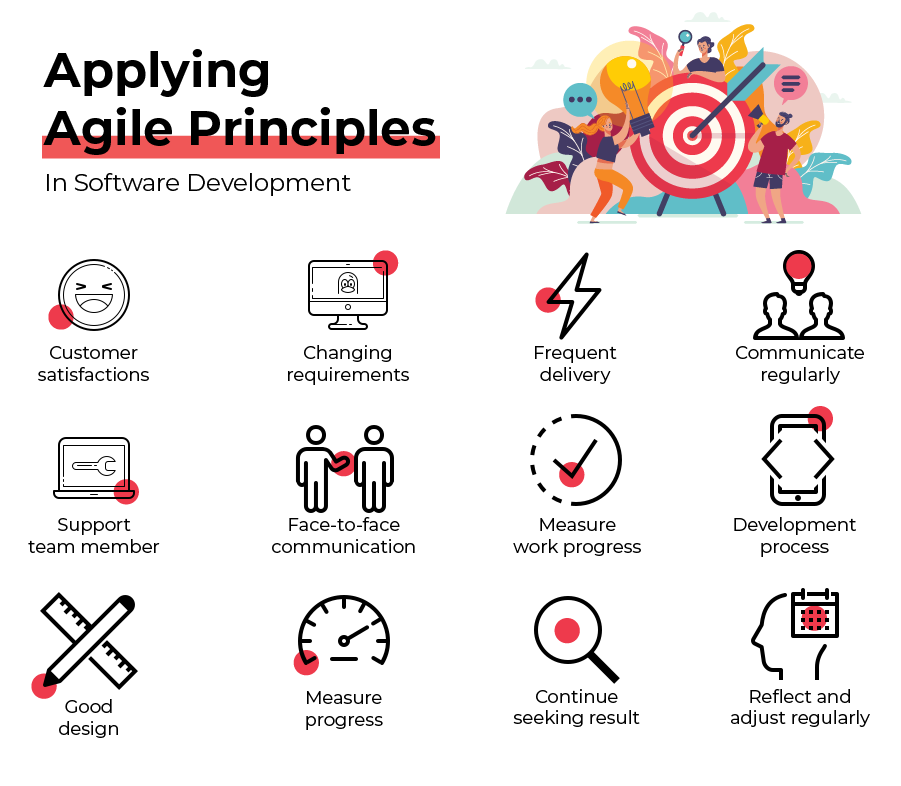 Applying
Agile Principles
In Software Development
Customer
satisfactions
Changing
requirements
Frequent
delivery
Communicate
regularly
Support
team member
Face-to-face
communication
Measure
work progress
Development
process
Good
design
Measure
progress
Continue
seeking result
Reflect and
adjust regularly